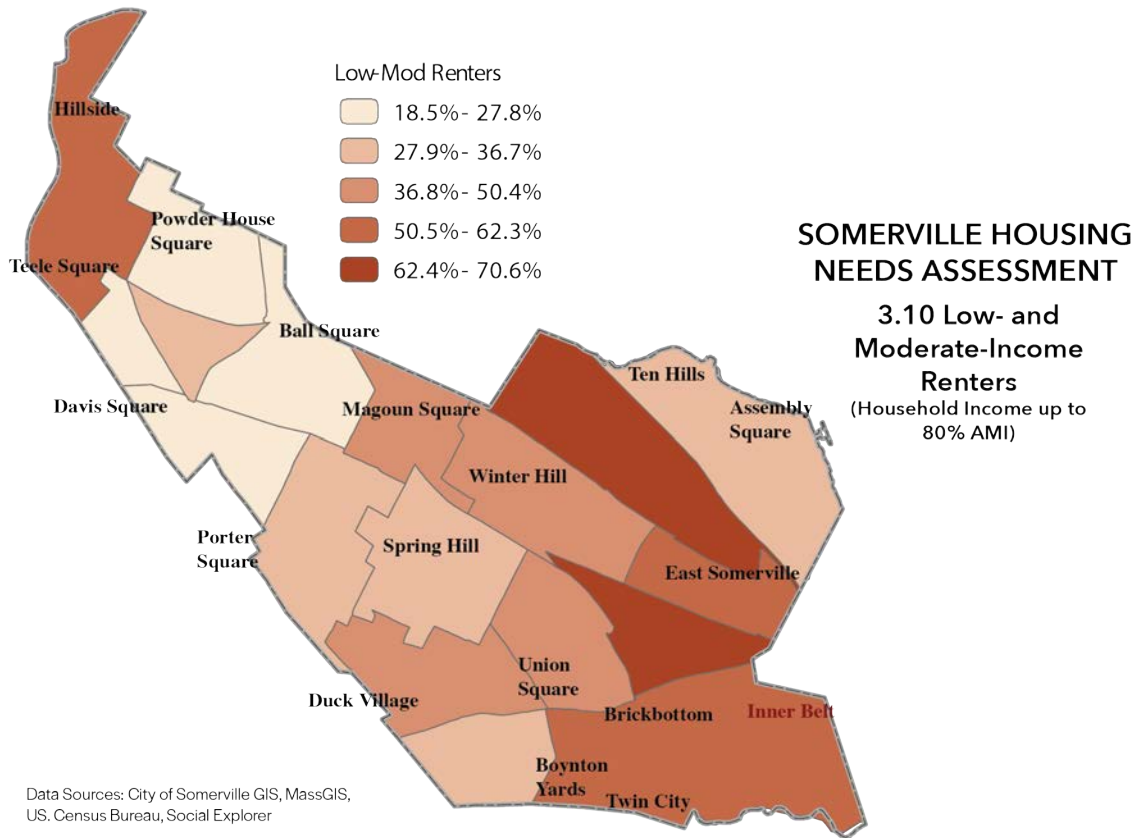 Low-Mod Renters
18.5%- 27.8%
27.9%- 36.7%
36.8%- 50.4%
50.5%- 62.3%
62.4%- 70.6%
SOMERVILLE HOUSING
NEEDS ASSESSMENT
3.10 Low- and
Moderate-Income
Renters
(Household Income up to
80% AMI)
Hillside
Powder House
Square
Teele Square
Ball Square
Davis Square
Magoun Square
Ten Hills
Assembly
Square
Winter Hill
Porter
Square
Spring Hill
East Somerville
Union
Square
Duck Village
Brickbottom
Inner Belt
Boynton
Yards
Twin City
Data Sources: City of Somerville GIS, MassGIS,
US. Census Bureau, Social Explorer